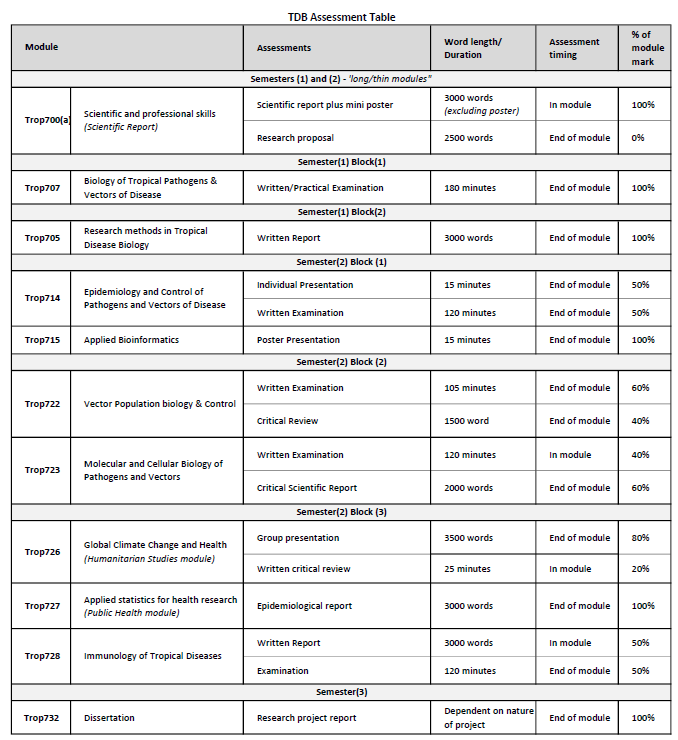 TDB Assessment Table
Module Assessments Word length/ Duration Assessment timing % of module mark
Semesters (1) and (2) - 'long/thin modules"
Trop700(a) Scientific and professional skills (Scientific Report) Scientific report plus mini poster 3000 words (excluding poster) In module 100%
Research proposal 2500 words End of module 0%
Semester(1) Block(1)
Trop707 Biology of Tropical Pathogens & Vectors of Disease Written/Practical Examination 180 minutes End of module 100%
Semester(1) Block(2)
Trop705 Research methods in Tropical Disease Biology Written Report 3000 words End of module 100%
Semester(2) Block (1)
Trop714 Epidemiology and Control of Pathogens and Vectors of Disease Individual Presentation 15 minutes End of module 50%
Written Examination 120 minutes End of module 50%
Trop715 Applied Bioinformatics Poster Presentation 15 minutes End of module 100%
Semester(2) Block (2)
Trop722 Vector Population biology & Control Written Examination 105 minutes End of module 60%
Critical Review 1500 word End of module 40%
Trop723 Molecular and Cellular Biology of Pathogens and Vectors Written Examination 120 minutes In module 40%
Critical Scientific Report 2000 words End of module 60%
Semester(2) Block (3)
Trop726 Global Climate Change and Health (Humanitarian Studies module) Group presentation 3500 words End of module 80%
Written critical review 25 minutes In module 20%
Trop727 Applied statistics for health research (Public Health module) Epidemiological report 3000 words End of module 100%
Trop728 Immunology of Tropical Diseases Written Report 3000 words In module 50%
Examination 120 minutes End of module 50%
Semester(3)
Trop732 Dissertation Research project report Dependent on nature of project End of module 100%